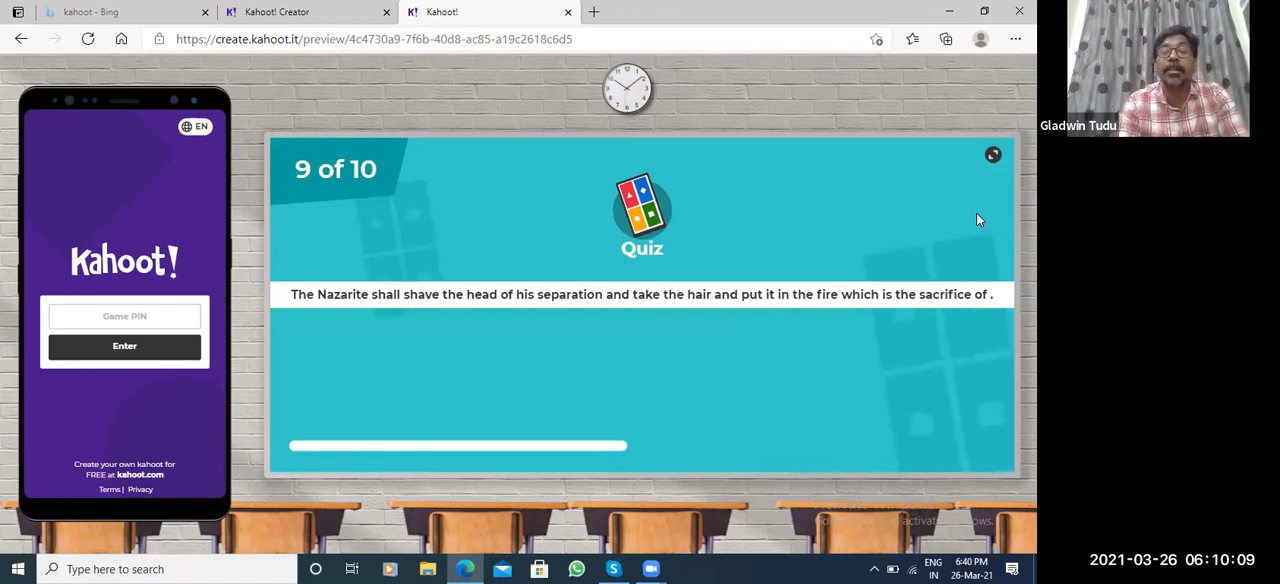 kahoot - Bing
Kahoot! Creator
Kahoot!
https://create.kahoot.it/preview/4c4730a9-7f6b-40d8-ac85-a19c2618c6d5
EN
Kahoot!
Game PIN
Enter
Create your own kahoot for
FREE at kahoot.com
Terms | Privacy
9 of 10
Quiz
The Nazarite shall shave the head of his separation and take the hair and put it in the fire which is the sacrifice of .
Gladwin Tudu
Type here to search
ENG
IN
6:40 PM
26-Mar-21
2021-03-26 06:10:09